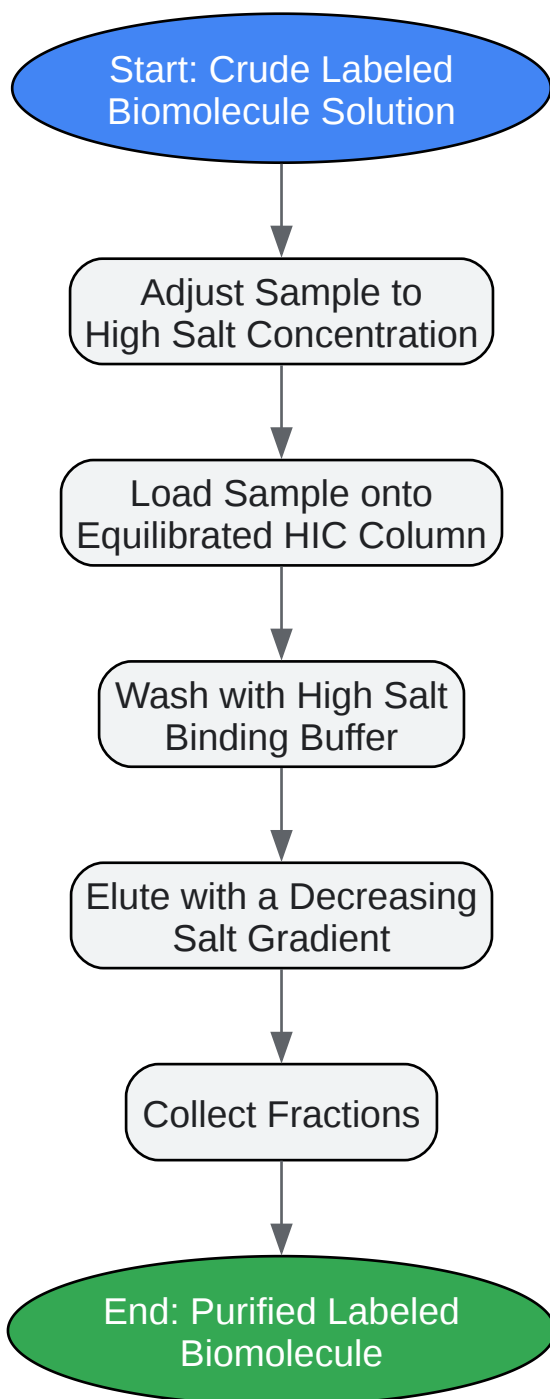 Start: Crude Labeled
Biomolecule Solution
Adjust Sample to
High Salt Concentration
Load Sample onto
Equilibrated HIC Column
Wash with High Salt
Binding Buffer
Elute with a Decreasing
Salt Gradient
Collect Fractions
End: Purified Labeled
Biomolecule